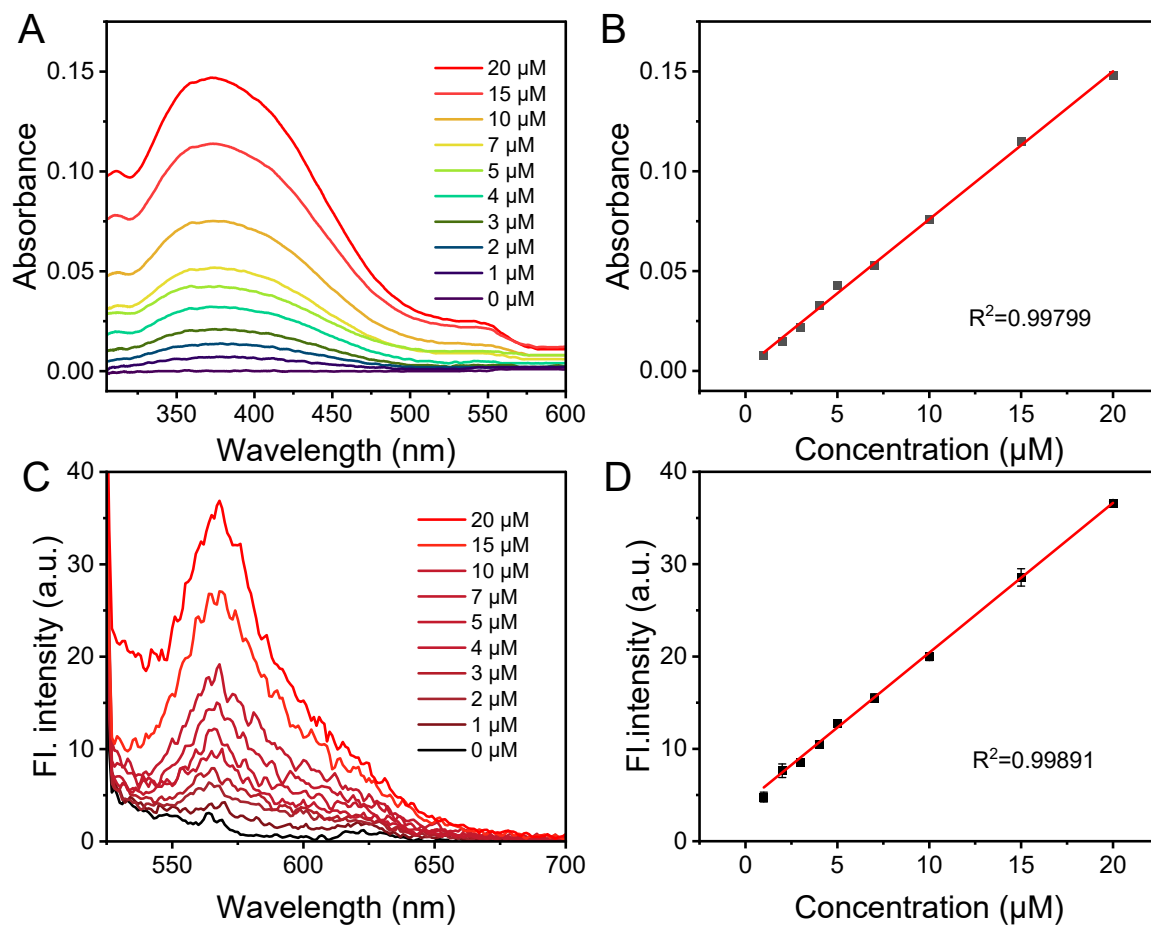 A
0.15
0.10
0.05
0.00
Absorbance
350 400 450 500 550 600
Wavelength (nm)
20 µM
15 µM
10 µM
7 µM
5 µM
4 µM
3 µM
2 µM
1 µM
0 µM
B
0.15
0.10
0.05
0.00
Absorbance
0 5 10 15 20
Concentration (µM)
R²=0.99799
C
40
30
20
10
0
Fl. intensity (a.u.)
550 600 650 700
Wavelength (nm)
20 µM
15 µM
10 µM
7 µM
5 µM
4 µM
3 µM
2 µM
1 µM
0 µM
D
40
30
20
10
0
Fl.intensity (a.u.)
0 5 10 15 20
Concentration (µM)
R²=0.99891